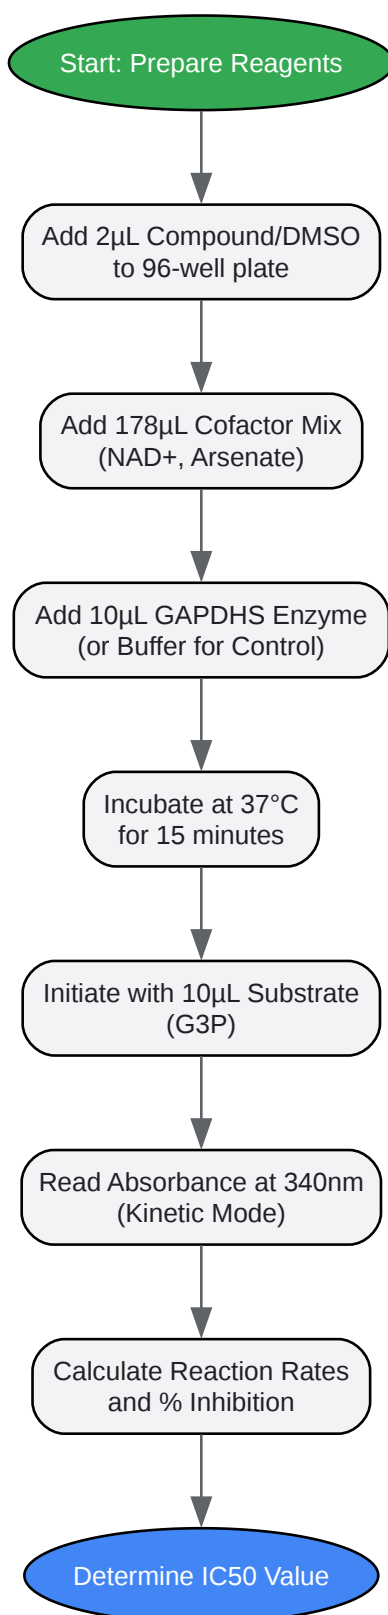 Start: Prepare Reagents
Add 2µL Compound/DMSO
to 96-well plate
Add 178µL Cofactor Mix
(NAD+, Arsenate)
Add 10µL GAPDHS Enzyme
(or Buffer for Control)
Incubate at 37°C
for 15 minutes
Initiate with 10µL Substrate
(G3P)
Read Absorbance at 340nm
(Kinetic Mode)
Calculate Reaction Rates
and % Inhibition
Determine IC50 Value